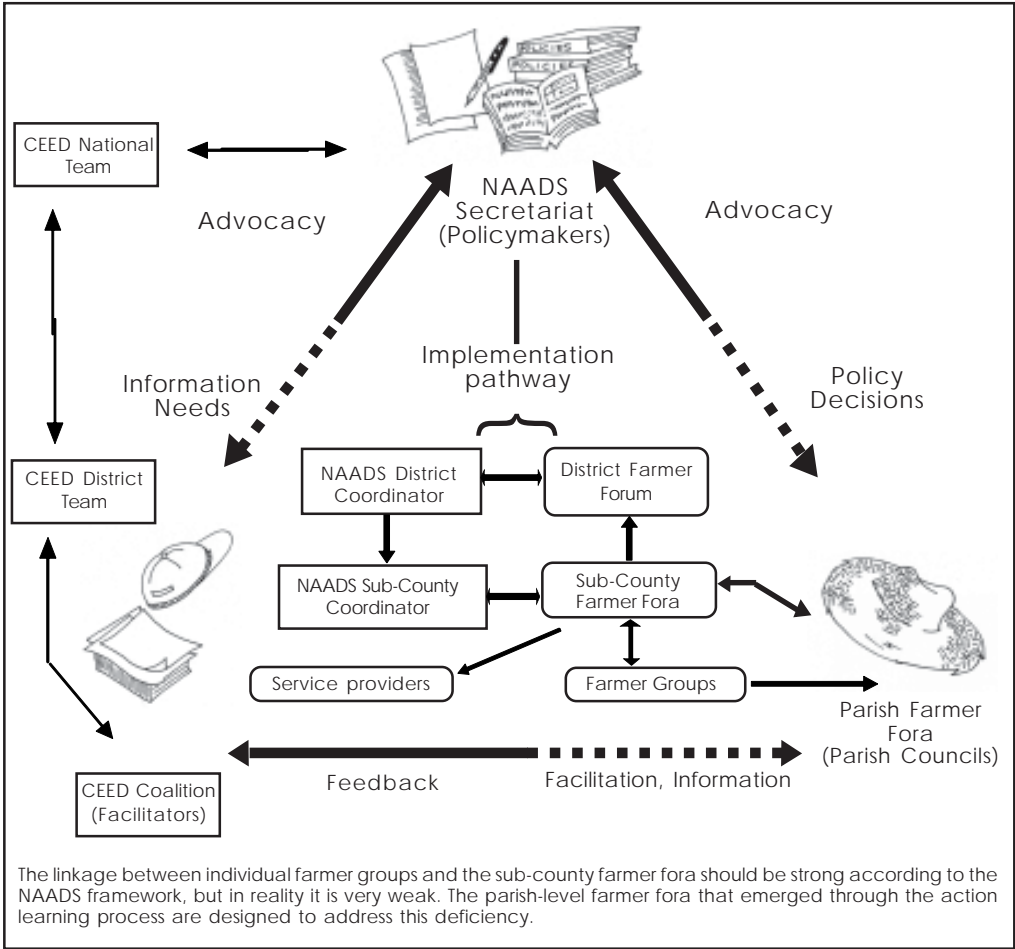 POLICIES
POLICIES
CEED National
Team
NAADS
Secretariat
(Policymakers)
Advocacy
Advocacy
Implementation
pathway
Information
Needs
Policy
Decisions
CEED District
Team
NAADS District
Coordinator
District Farmer
Forum
NAADS Sub-County
Coordinator
Sub-County
Farmer Fora
Service providers
Farmer Groups
Parish Farmer
Fora
(Parish Councils)
Feedback
Facilitation, Information
CEED Coalition
(Facilitators)
The linkage between individual farmer groups and the sub-county farmer fora should be strong according to the
NAADS framework, but in reality it is very weak. The parish-level farmer fora that emerged through the action
learning process are designed to address this deficiency.